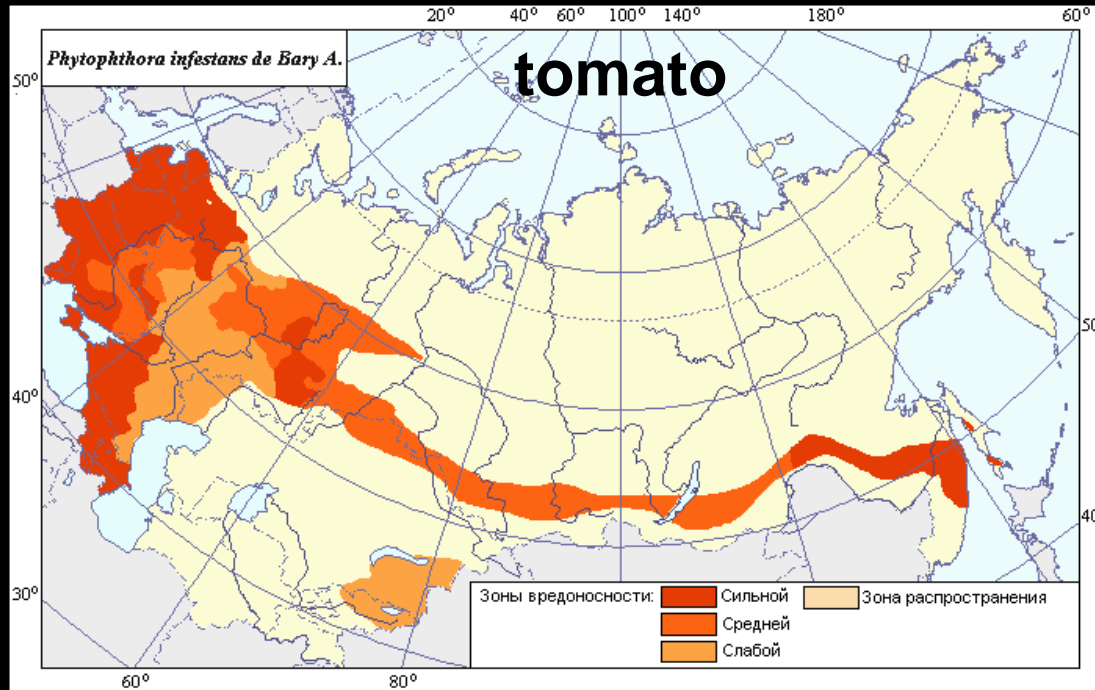 20° 40° 60° 100° 140° 180° 60°
Phytophthora infestans de Bary A.
tomato
50°
50
40°
40
30°
Зоны вредоносности: Сильной Зона распространения
Средней
Слабой
60° 80°